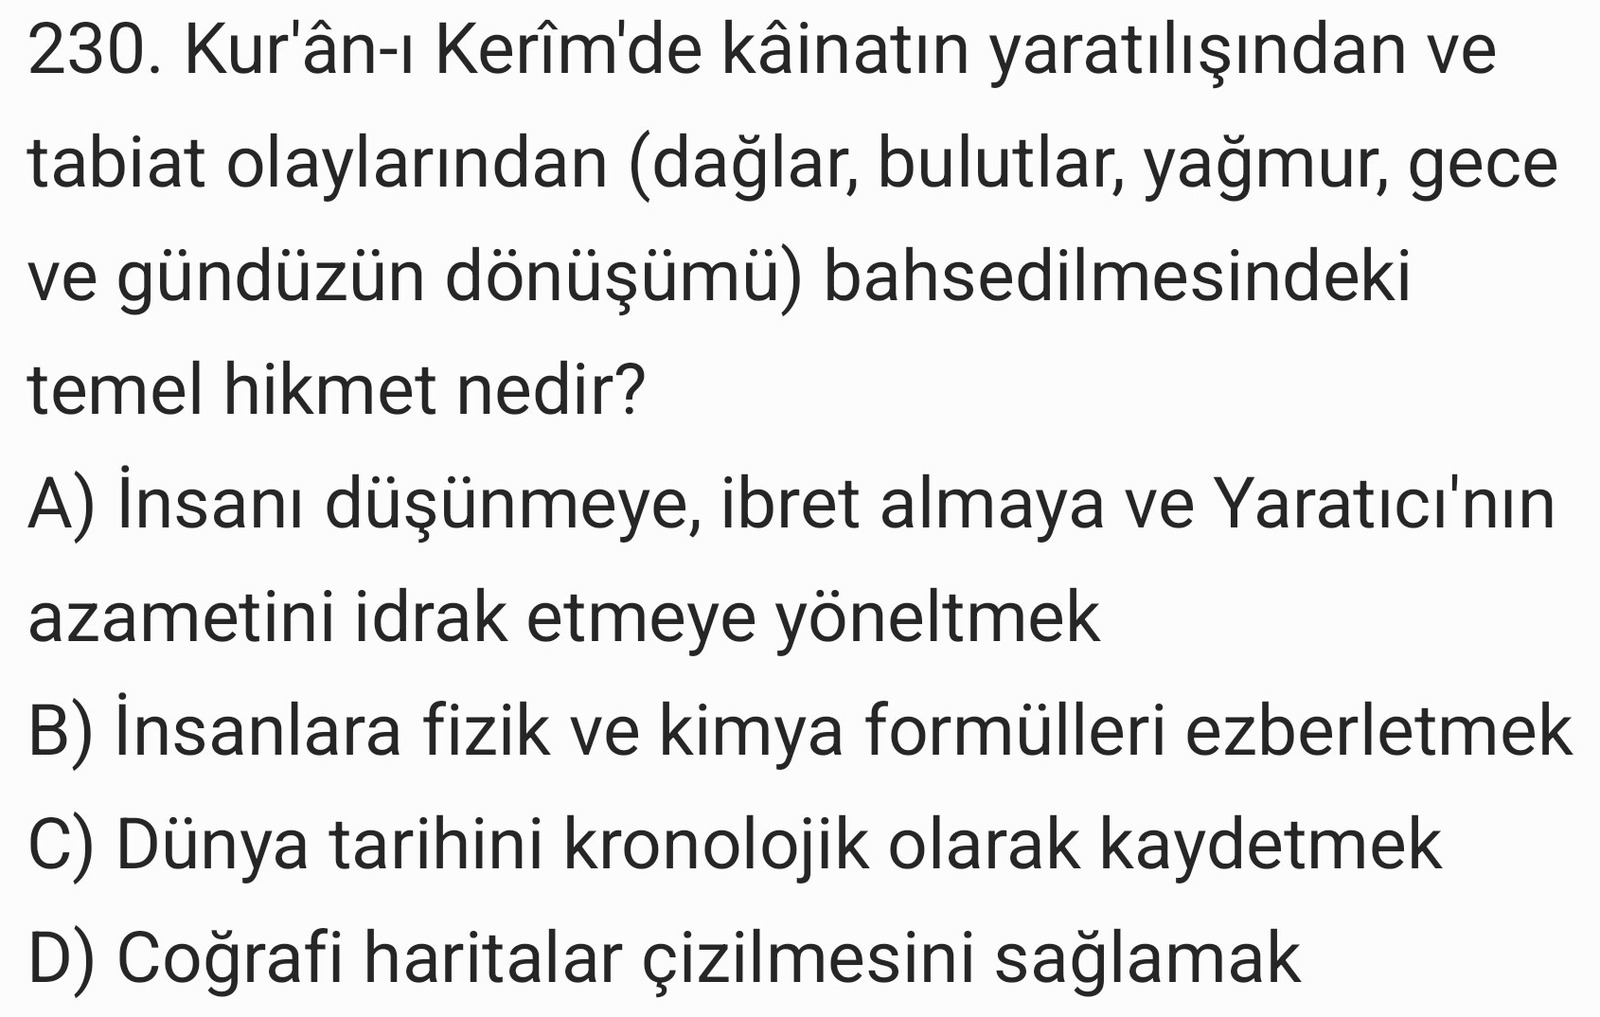 230. Kur'ân-ı Kerîm'de kâinatın yaratılışından ve
tabiat olaylarından (dağlar, bulutlar, yağmur, gece
ve gündüzün dönüşümü) bahsedilmesindeki
temel hikmet nedir?
A) İnsanı düşünmeye, ibret almaya ve Yaratıcı'nın
azametini idrak etmeye yöneltmek
B) İnsanlara fizik ve kimya formülleri ezberletmek
C) Dünya tarihini kronolojik olarak kaydetmek
D) Coğrafi haritalar çizilmesini sağlamak